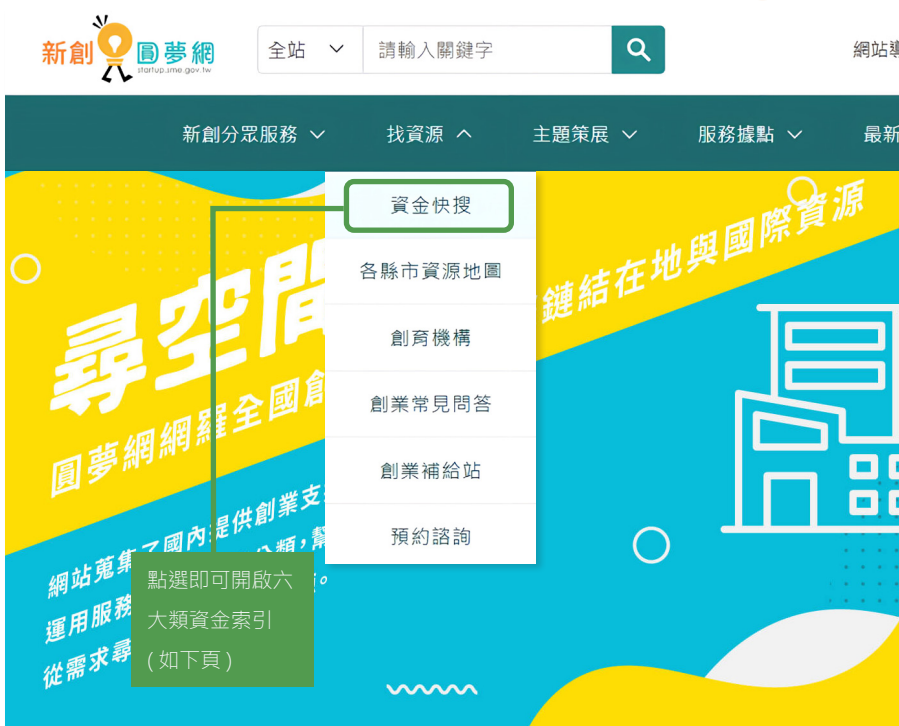 新創圓夢網
startup.sme.gov.tw
全站
請輸入關鍵字
網站導
新創分眾服務
找資源
主題策展
服務據點
最新
資金快搜
各縣市資源地圖
創育機構
創業常見問答
創業補給站
預約諮詢
尋空間
鏈結在地與國際資源
圓夢網網羅全國創
網站蒐集了國內提供創業支
分類，幫
運用服務
從需求尋
點選即可開啟六
大類資金索引
(如下頁)